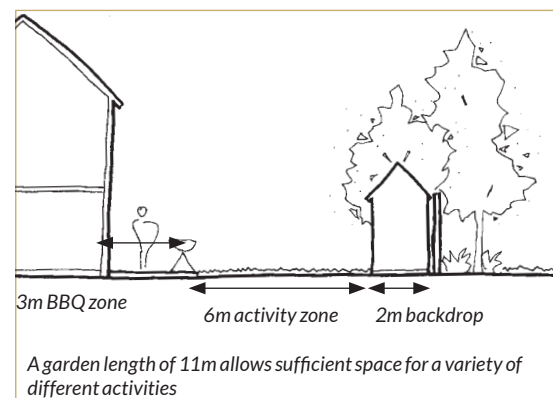 3m BBQ zone
6m activity zone
2m backdrop
A garden length of 11m allows sufficient space for a variety of
different activities